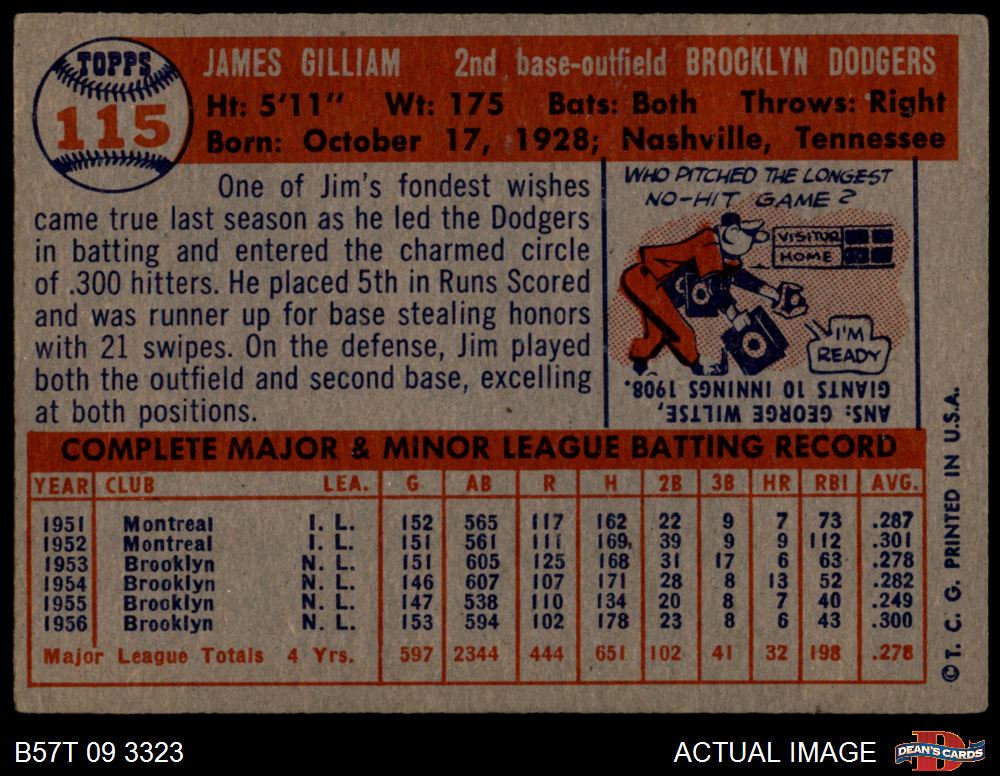 TOPPS
115
JAMES GILLIAM 2nd base-outfield BROOKLYN DODGERS
Ht: 5'11" Wt: 175 Bats: Both Throws: Right
Born: October 17, 1928; Nashville, Tennessee
One of Jim's fondest wishes
came true last season as he led the Dodgers
in batting and entered the charmed circle
of .300 hitters. He placed 5th in Runs Scored
and was runner up for base stealing honors
with 21 swipes. On the defense, Jim played
both the outfield and second base, excelling
at both positions.
WHO PITCHED THE LONGEST
NO-HIT GAME?
VISITOR
HOME
I'M
READY
ANS: GEORGE WILTSE,
GIANTS 10 INNINGS 1908.
COMPLETE MAJOR & MINOR LEAGUE BATTING RECORD
YEAR CLUB LEA. G AB R H 2B 3B HR RBI AVG.
1951 Montreal I. L. 152 565 117 162 22 9 7 73 .287
1952 Montreal I. L. 151 561 111 169 39 9 9 112 .301
1953 Brooklyn N. L. 151 605 125 168 31 17 6 63 .278
1954 Brooklyn N. L. 146 607 107 171 28 8 13 52 .282
1955 Brooklyn N. L. 147 538 110 134 20 8 7 40 .249
1956 Brooklyn N. L. 153 594 102 178 23 8 6 43 .300
Major League Totals 4 Yrs. 597 2344 444 651 102 41 32 198 .278
©T. C. G. PRINTED IN U.S.A.
B57T 09 3323
ACTUAL IMAGE
DEAN'S CARDS